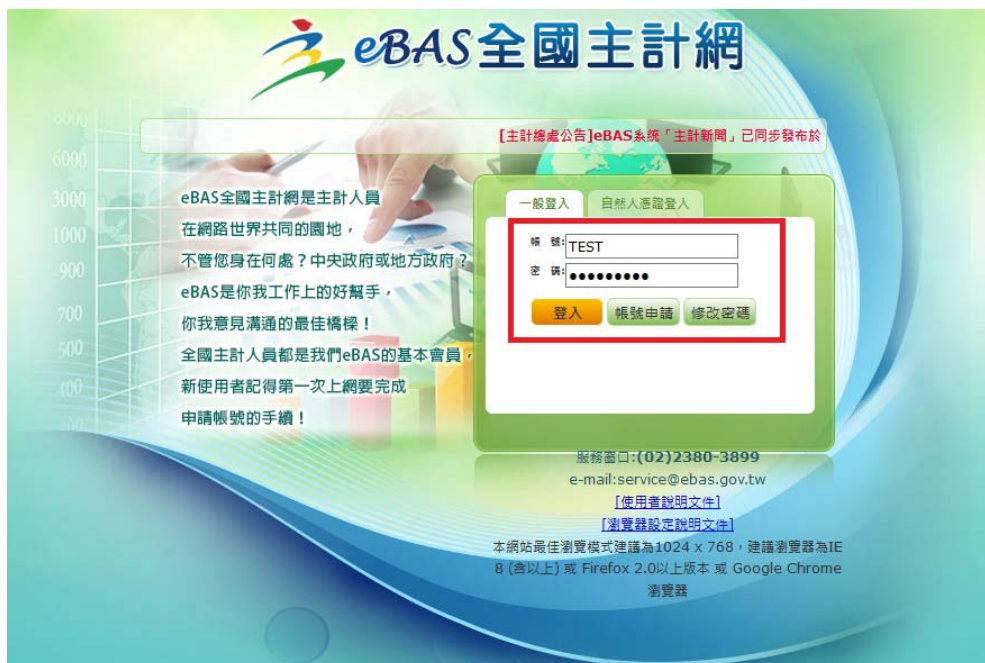 eBAS全國主計網
[主計總處公告]eBAS系統「主計新聞」已同步發布於
eBAS全國主計網是主計人員
在網路世界共同的園地，
不管您身在何處？中央政府或地方政府？
eBAS是你我工作上的好幫手，
你我意見溝通的最佳橋樑！
全國主計人員都是我們eBAS的基本會員，
新使用者記得第一次上網要完成
申請帳號的手續！
一般登入 自然人憑證登入
帳 號:TEST
密 碼:●●●●●●●●●
登入 帳號申請 修改密碼
服務窗口:(02)2380-3899
e-mail:service@ebas.gov.tw
[使用者說明文件]
[瀏覽器設定說明文件]
本網站最佳瀏覽模式建議為1024 x 768，建議瀏覽器為IE
8 (含以上) 或 Firefox 2.0以上版本 或 Google Chrome
瀏覽器
6000
3000
1000
900
700
500
400